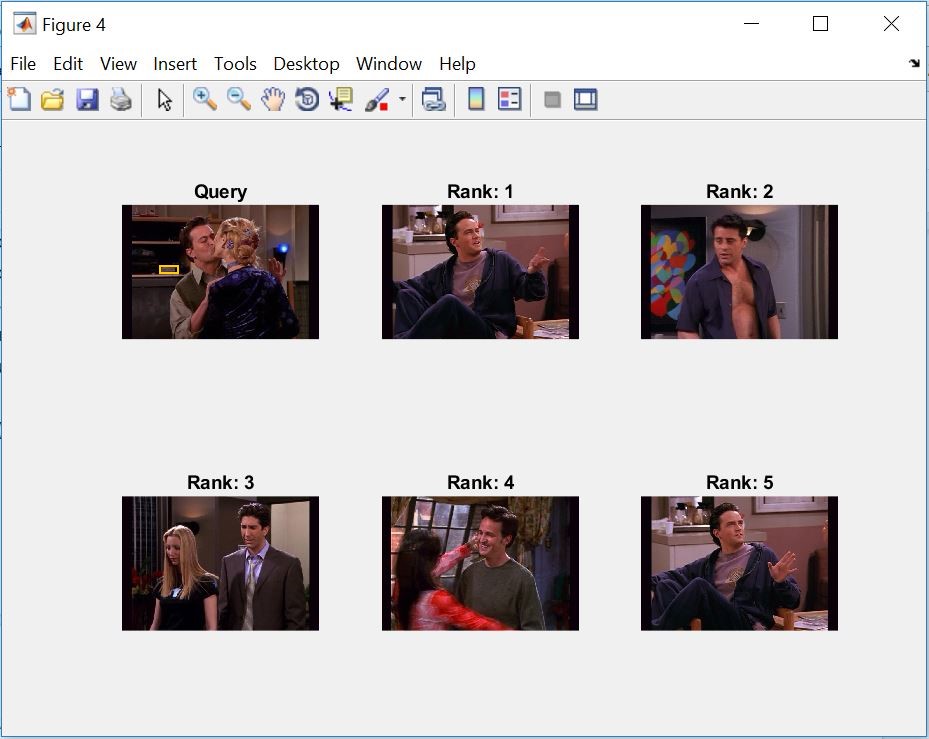 Figure 4
File Edit View Insert Tools Desktop Window Help
Query Rank: 1 Rank: 2
Rank: 3 Rank: 4 Rank: 5